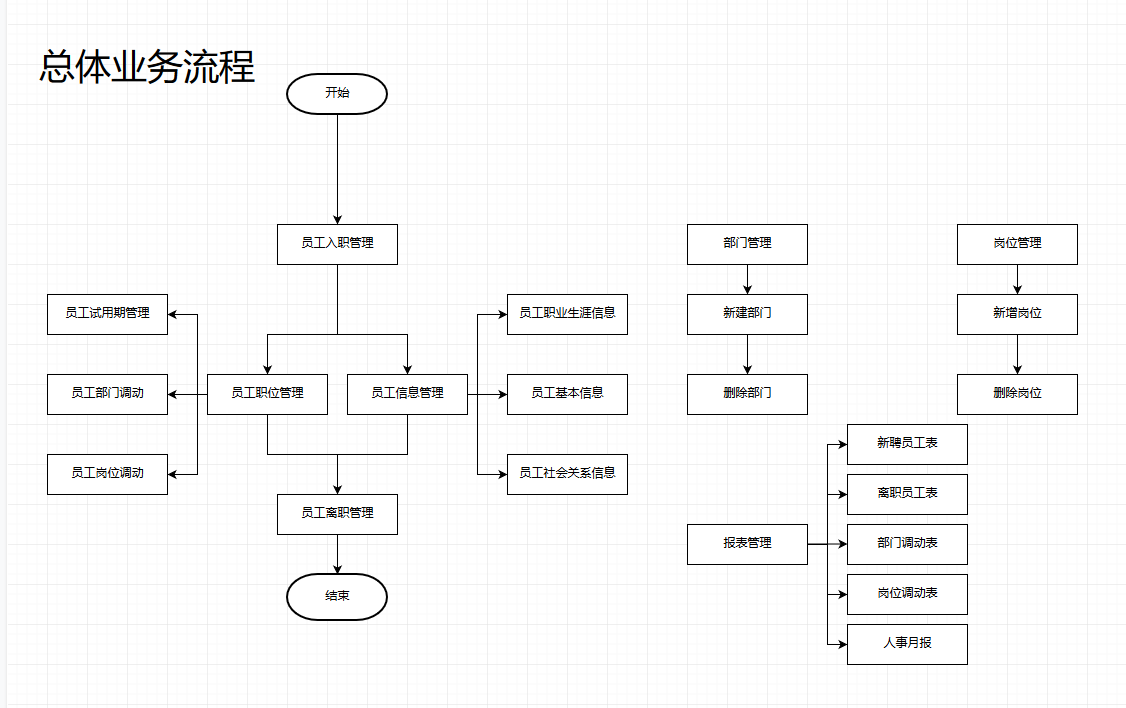 总体业务流程
开始
员工入职管理
部门管理
岗位管理
员工试用期管理
员工职业生涯信息
新建部门
新增岗位
员工部门调动
员工职位管理
员工信息管理
员工基本信息
删除部门
删除岗位
新聘员工表
员工岗位调动
员工社会关系信息
离职员工表
员工离职管理
报表管理
部门调动表
结束
岗位调动表
人事月报